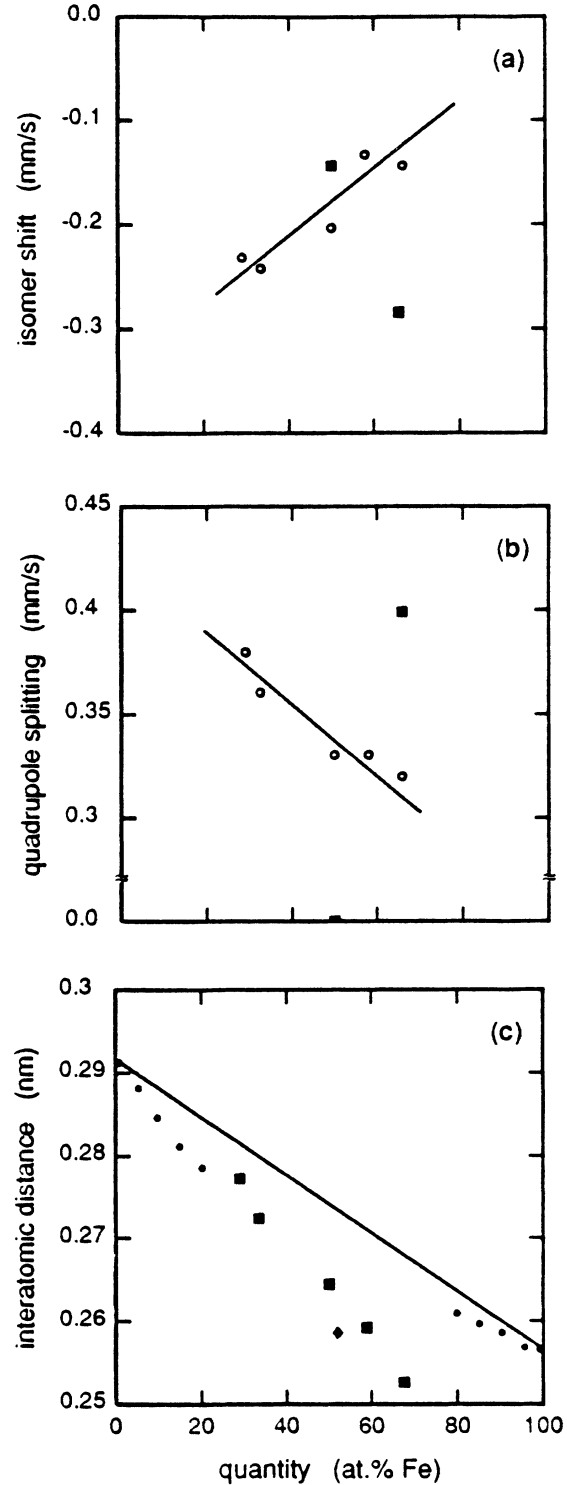 0.0
(a)
-0.1
-0.2
-0.3
-0.4
isomer shift (mm/s)
0.45
(b)
0.4
0.35
0.3
0.0
quadrupole splitting (mm/s)
0.3
(c)
0.29
0.28
0.27
0.26
0.25
interatomic distance (nm)
0 20 40 60 80 100
quantity (at.% Fe)